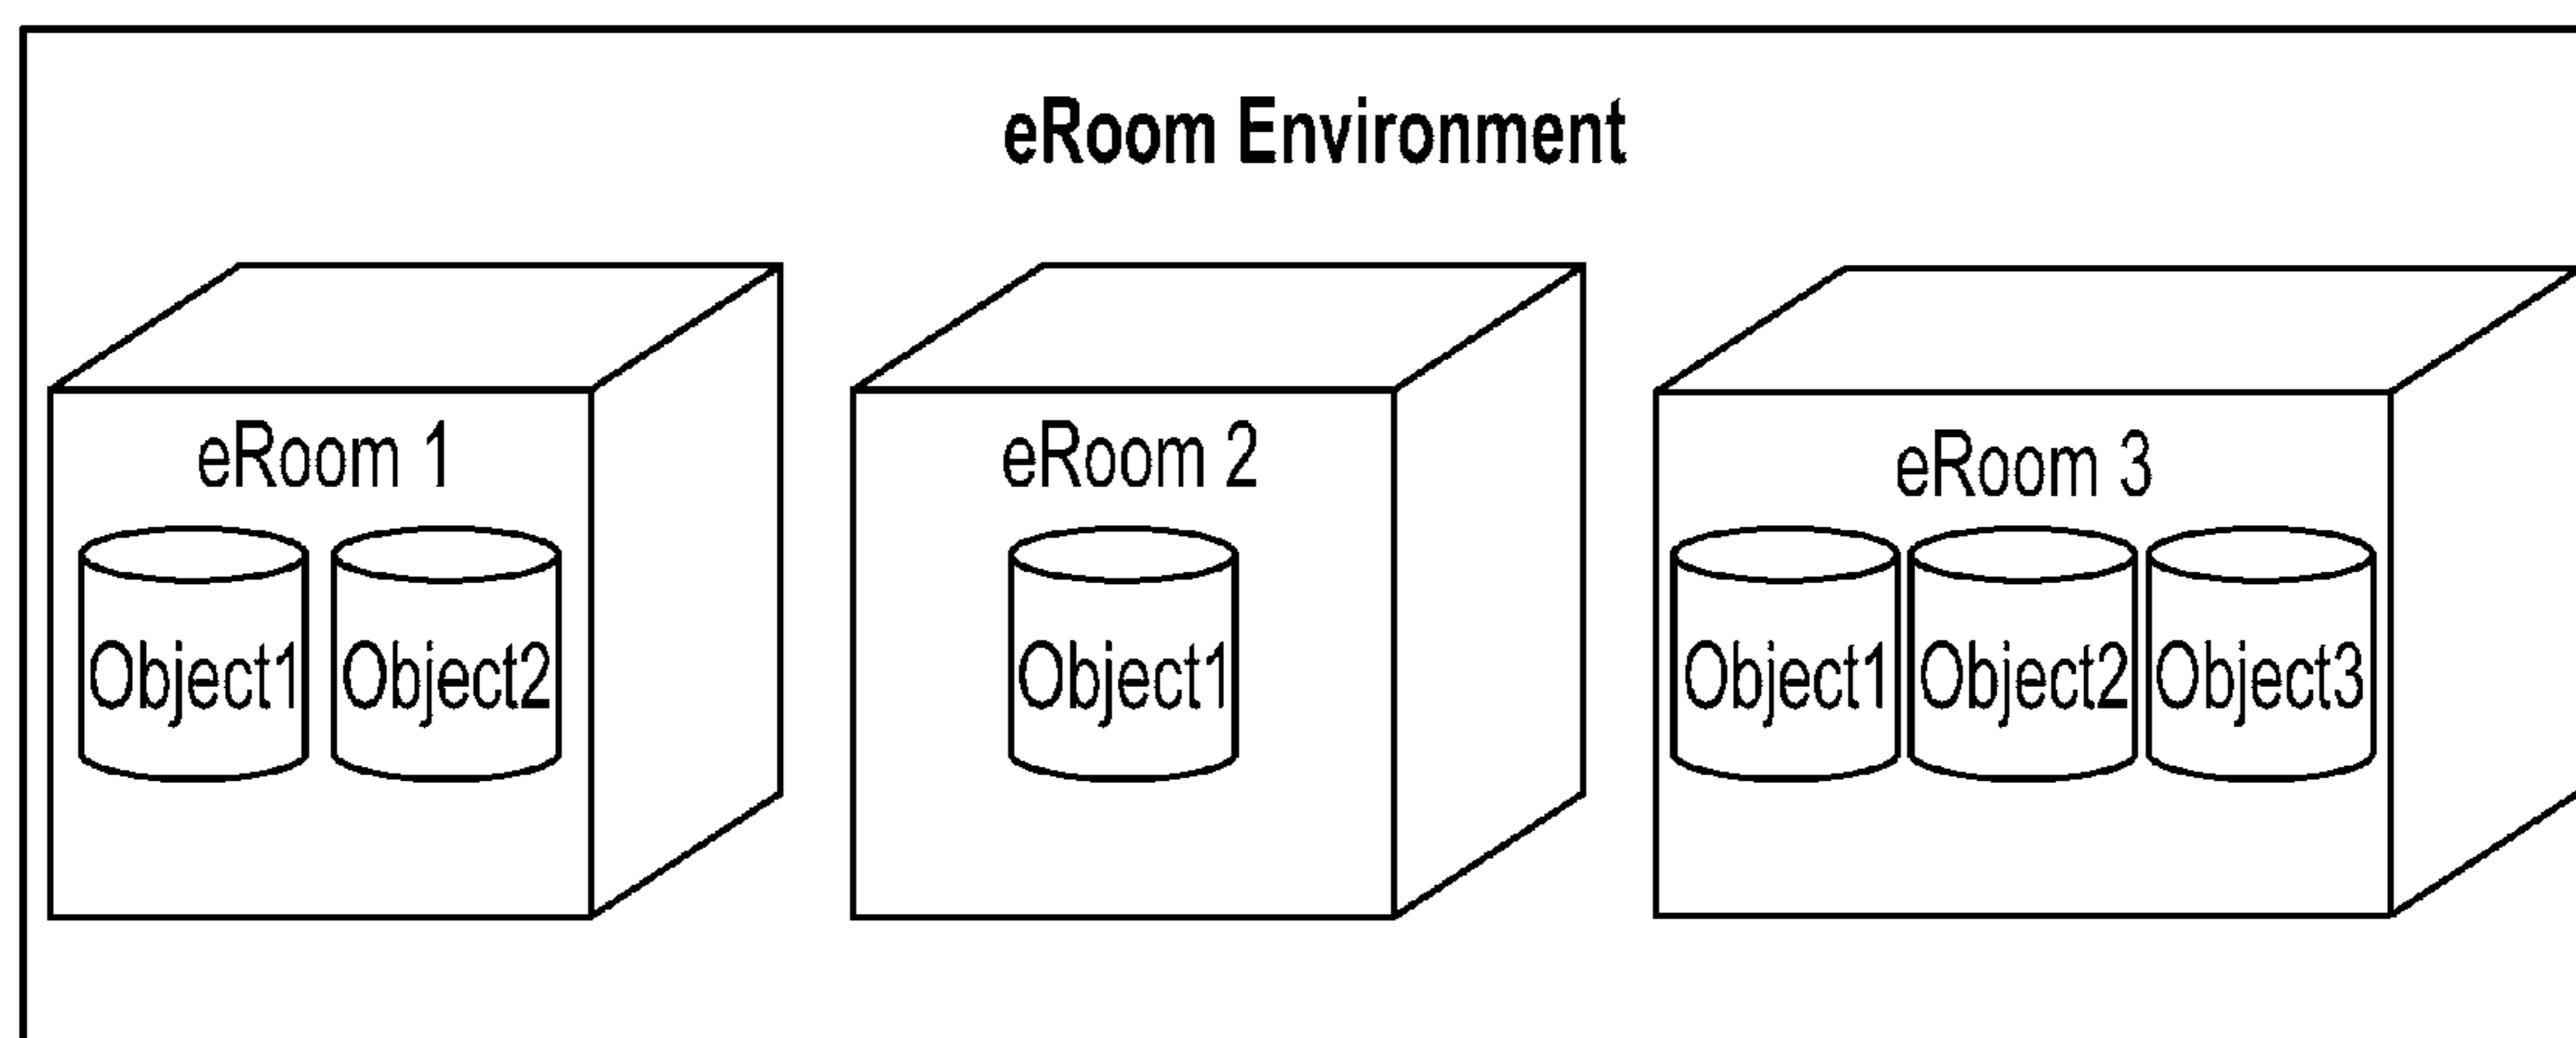 eRoom Environment
eRoom 1
eRoom 2
eRoom 3
Object1 Object2
Object1
Object1 Object2 Object3